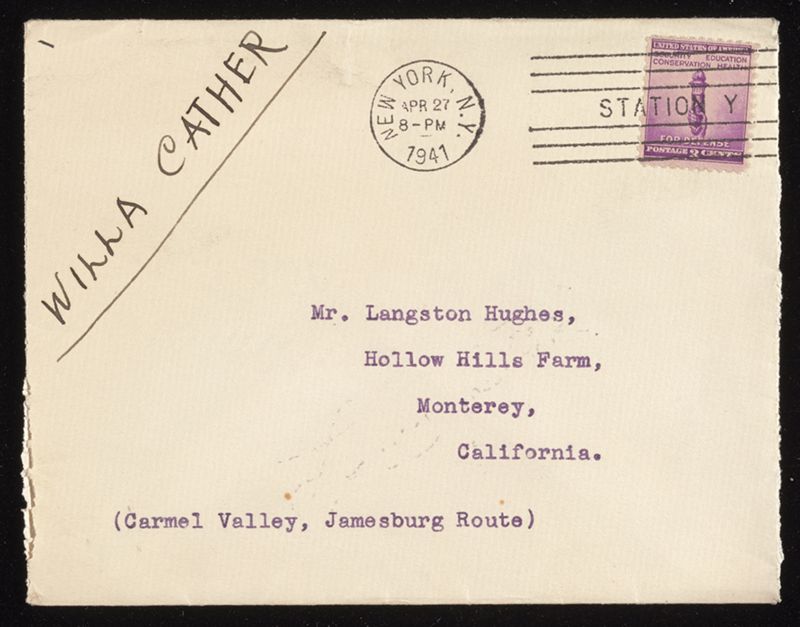 WILLA CATHER
NEW YORK, N.Y.
APR 27
8-PM
1941
STATION Y
UNITED STATES OF AMERICA
SECURITY EDUCATION
CONSERVATION HEALTH
FOR DEFENSE
POSTAGE 3 CENTS
Mr. Langston Hughes,
Hollow Hills Farm,
Monterey,
California.
(Carmel Valley, Jamesburg Route)